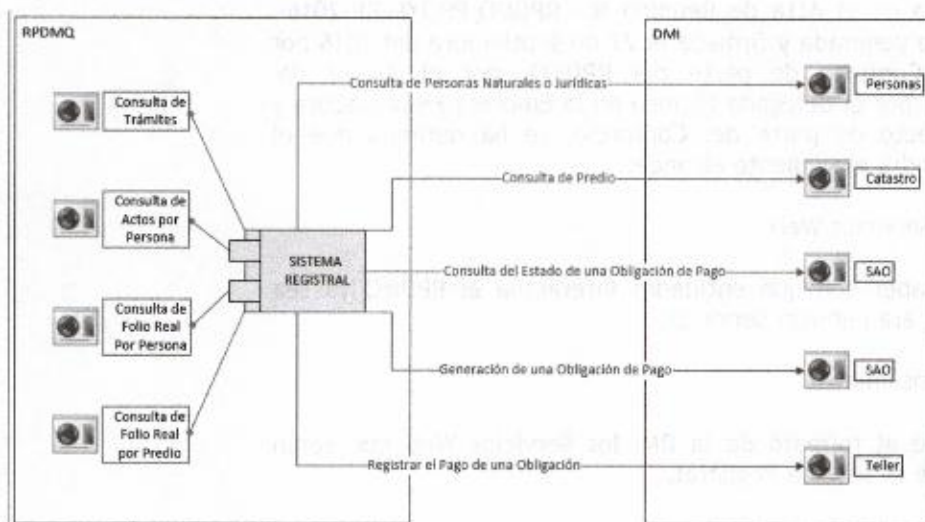 RPDMQ
DMI
Consulta de
Trámites
Consulta de
Actos por
Persona
Consulta de
Folio Real
Por Persona
Consulta de
Folio Real
por Predio
SISTEMA
REGISTRAL
Consulta de Personas Naturales o Jurídicas
Consulta de Predio
Consulta del Estado de una Obligación de Pago
Generación de una Obligación de Pago
Registrar el Pago de una Obligación
Personas
Catastro
SAO
SAO
Teller